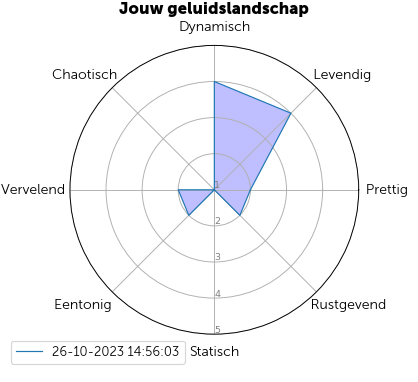 Jouw geluidslandschap
Dynamisch
Chaotisch
Levendig
Vervelend
1
Prettig
2
3
Eentonig
4
Rustgevend
5
26-10-2023 14:56:03
Statisch